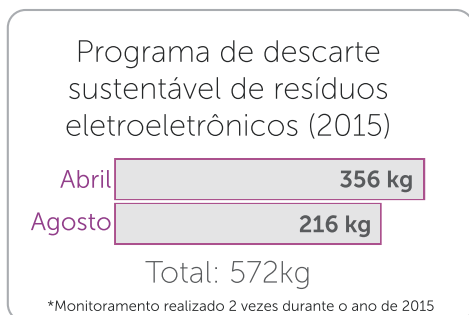 Programa de descarte
sustentável de resíduos
eletroeletrônicos (2015)
Abril 356 kg
Agosto 216 kg
Total: 572kg
*Monitoramento realizado 2 vezes durante o ano de 2015